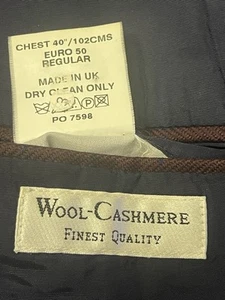 CHEST 40"/102CMS
EURO 50
REGULAR
MADE IN UK
DRY CLEAN ONLY
PO 7598
WOOL-CASHMERE
FINEST QUALITY